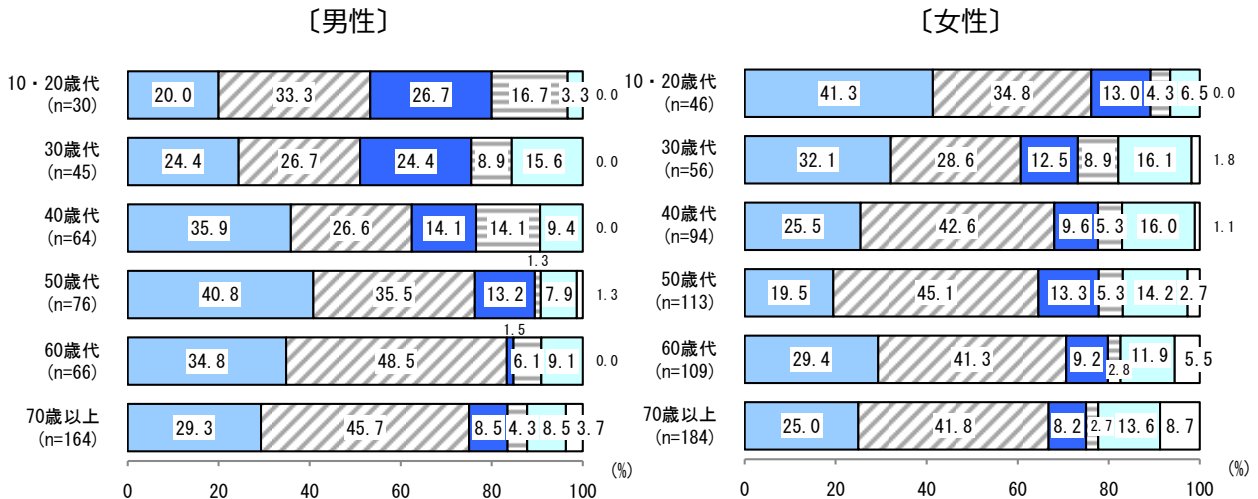 〔男性〕
10・20歳代
(n=30)
20.0 33.3 26.7 16.7 3.3 0.0
30歳代
(n=45)
24.4 26.7 24.4 8.9 15.6 0.0
40歳代
(n=64)
35.9 26.6 14.1 14.1 9.4 0.0
1.3
50歳代
(n=76)
40.8 35.5 13.2 7.9 1.3
1.5
60歳代
(n=66)
34.8 48.5 6.1 9.1 0.0
70歳以上
(n=164)
29.3 45.7 8.5 4.3 8.5 3.7
(%)
0 20 40 60 80 100
〔女性〕
10・20歳代
(n=46)
41.3 34.8 13.0 4.3 6.5 0.0
30歳代
(n=56)
32.1 28.6 12.5 8.9 16.1 1.8
40歳代
(n=94)
25.5 42.6 9.6 5.3 16.0 1.1
50歳代
(n=113)
19.5 45.1 13.3 5.3 14.2 2.7
60歳代
(n=109)
29.4 41.3 9.2 2.8 11.9 5.5
70歳以上
(n=184)
25.0 41.8 8.2 2.7 13.6 8.7
(%)
0 20 40 60 80 100